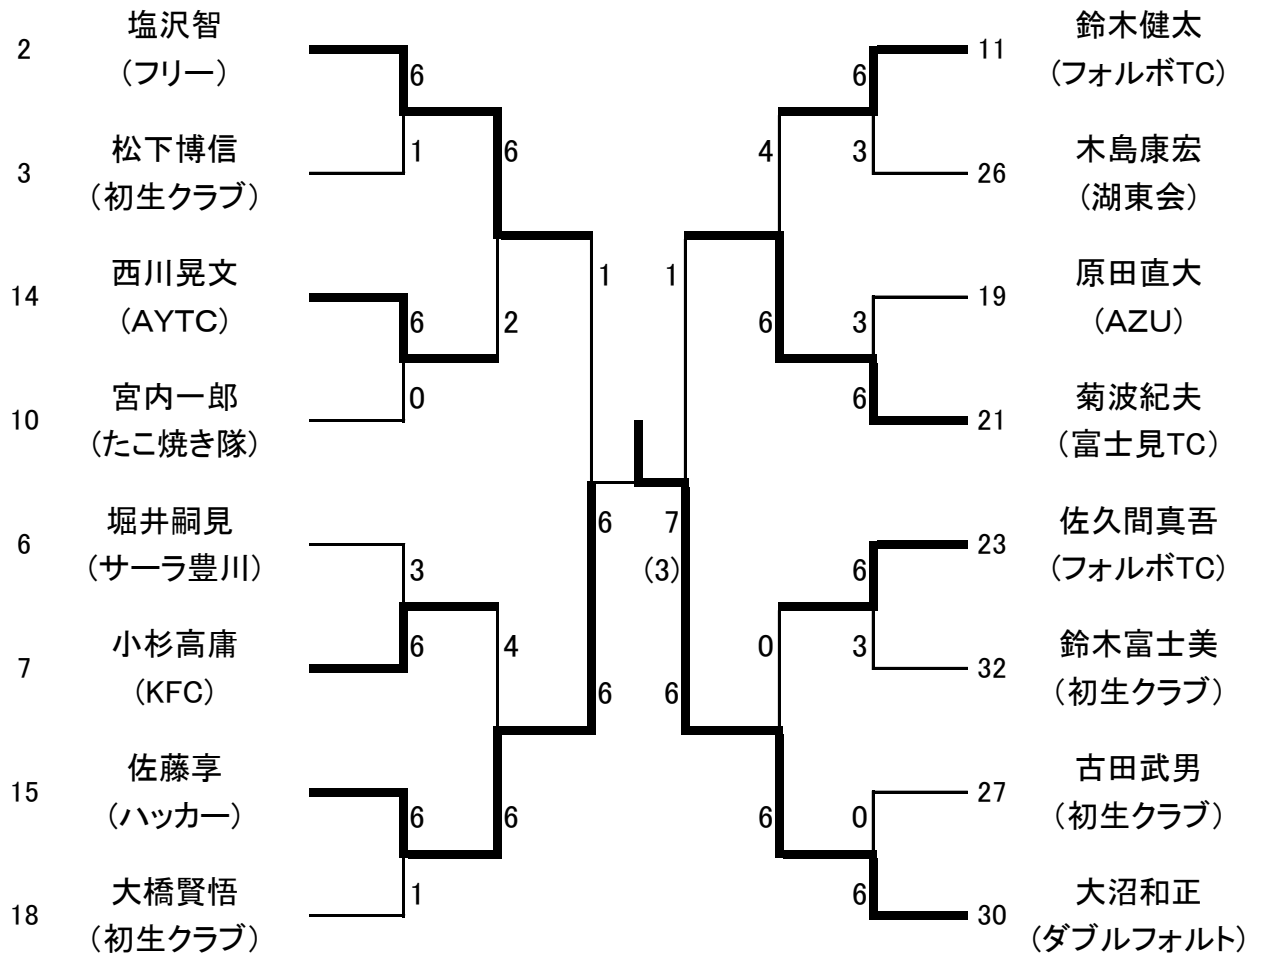 2
塩沢智
（フリー）
6
3
松下博信
（初生クラブ）
1
6
14
西川晃文
（AYTC）
6
2
1
10
宮内一郎
（たこ焼き隊）
0
6
堀井嗣見
（サーラ豊川）
3
6
7
小杉高庸
（KFC）
6
4
6
15
佐藤享
（ハッカー）
6
6
18
大橋賢悟
（初生クラブ）
1
鈴木健太
（フォルボTC）
11
6
木島康宏
（湖東会）
26
3
4
原田直大
（AZU）
19
3
6
1
菊波紀夫
（富士見TC）
21
6
佐久間真吾
（フォルボTC）
23
6
7
(3)
鈴木富士美
（初生クラブ）
32
3
0
6
古田武男
（初生クラブ）
27
0
6
大沼和正
（ダブルフォルト）
30
6